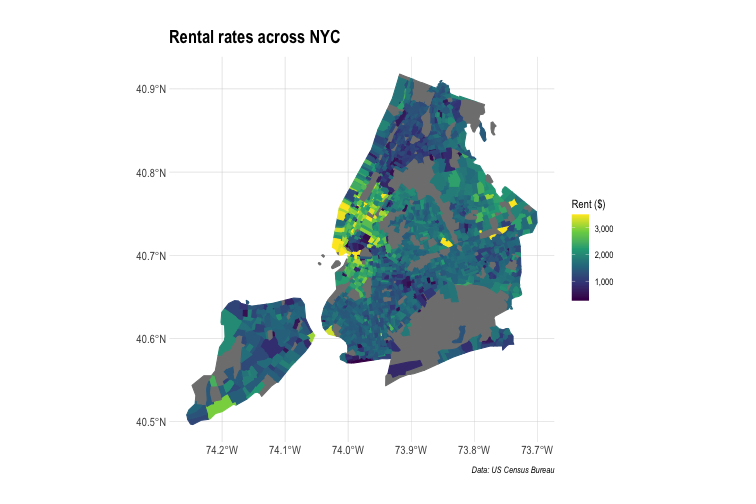 Rental rates across NYC
40.9°N
40.8°N
40.7°N
40.6°N
40.5°N
74.2°W 74.1°W 74.0°W 73.9°W 73.8°W 73.7°W
Rent ($)
3,000
2,000
1,000
Data: US Census Bureau